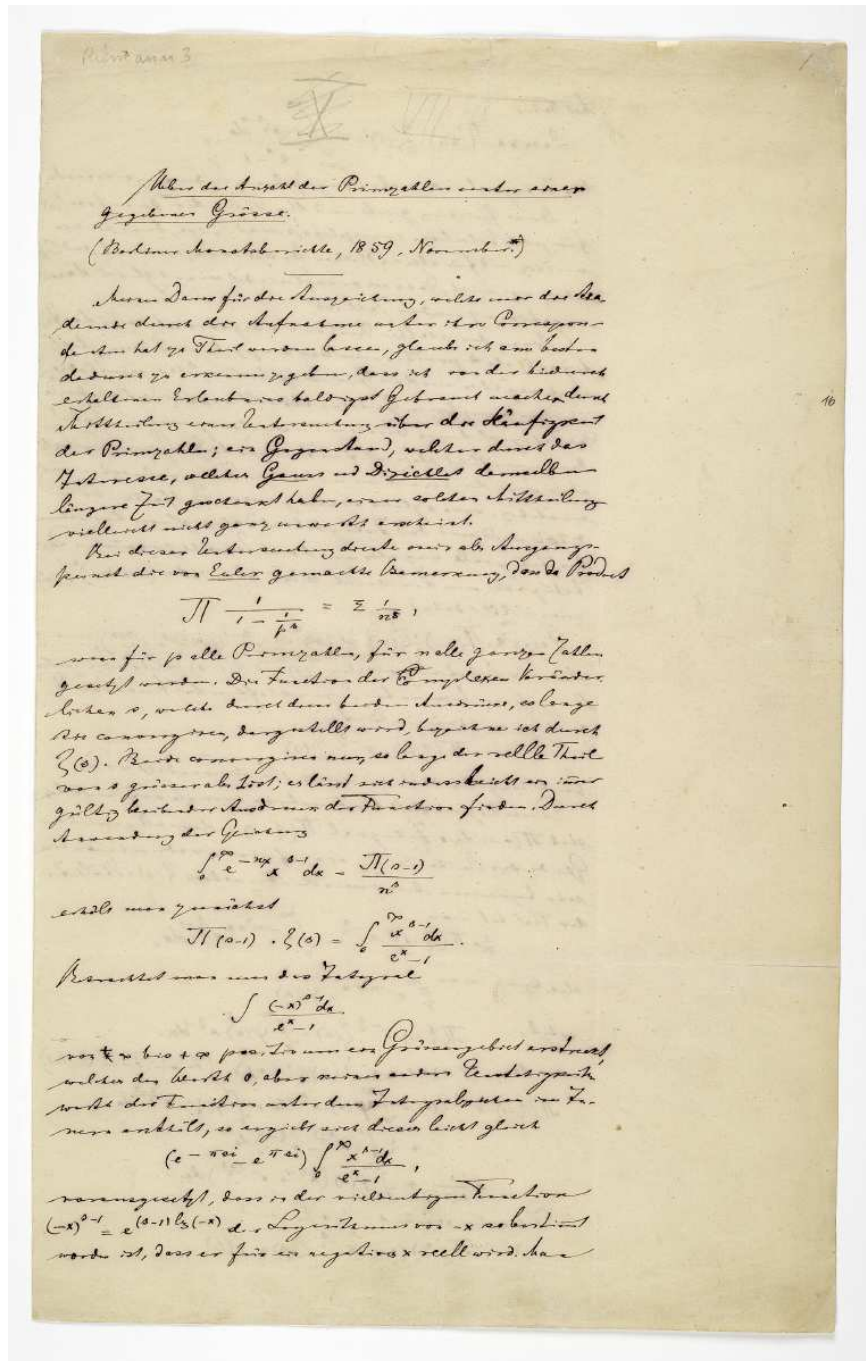 Riemann 3
Ueber die Anzahl der Primzahlen unter einer
gegebenen Grösse.
(Berliner Monatsberichte, 1859, November.*)
Meinen Dank für die Auszeichnung, welche mir die Aka-
demie durch die Aufnahme unter ihre Correspon-
denten hat zu Theil werden lassen, glaube ich am besten
dadurch zu erkennen zu geben, dass ich von der hiedurch
erhaltenen Erlaubniss baldigst Gebrauch mache durch
Mittheilung einer Untersuchung über die Häufigkeit
der Primzahlen; ein Gegenstand, welcher durch das
Interesse, welches Gauss und Dirichlet demselben
längere Zeit geschenkt haben, einer solchen Mittheilung
vielleicht nicht ganz unwerth erscheint.
Bei dieser Untersuchung diente mir als Ausgangs-
punkt die von Euler gemachte Bemerkung, dass das Product
∏ 1/(1 − 1/p^s) = Σ 1/n^s,
wenn für p alle Primzahlen, für n alle ganzen Zahlen
gesetzt werden. Die Function der complexen Veränder-
lichen s, welche durch diese beiden Ausdrücke, so lange
sie convergiren, dargestellt wird, bezeichne ich durch
ζ(s). Beide convergiren nur, so lange der reelle Theil
von s grösser als 1 ist; es lässt sich indess leicht ein immer
gültig bleibender Ausdruck der Function finden. Durch
Anwendung der Gleichung
∫₀^∞ e^{−nx} x^{s−1} dx = ∏(s−1)/n^s
erhält man zunächst
∏(s−1) . ζ(s) = ∫₀^∞ x^{s−1}dx/(e^x −1).
Betrachtet man nun das Integral
∫ (−x)^{s−1}dx/(e^x −1)
von + ∞ bis + ∞ positiv um ein Grössengebiet erstreckt,
welches den Werth 0, aber keinen andern Unstetigkeits-
werth der Function unter dem Integralzeichen im In-
nern enthält, so ergiebt sich dieses leicht gleich
(e^{−πsi} − e^{πsi}) ∫₀^∞ x^{s−1}dx/(e^x −1),
vorausgesetzt, dass in der vieldeutigen Function
(−x)^{s−1} = e^{(s−1) lg(−x)} der Logarithmus von −x so bestimmt
worden ist, dass er für ein negatives x reell wird. Man
16